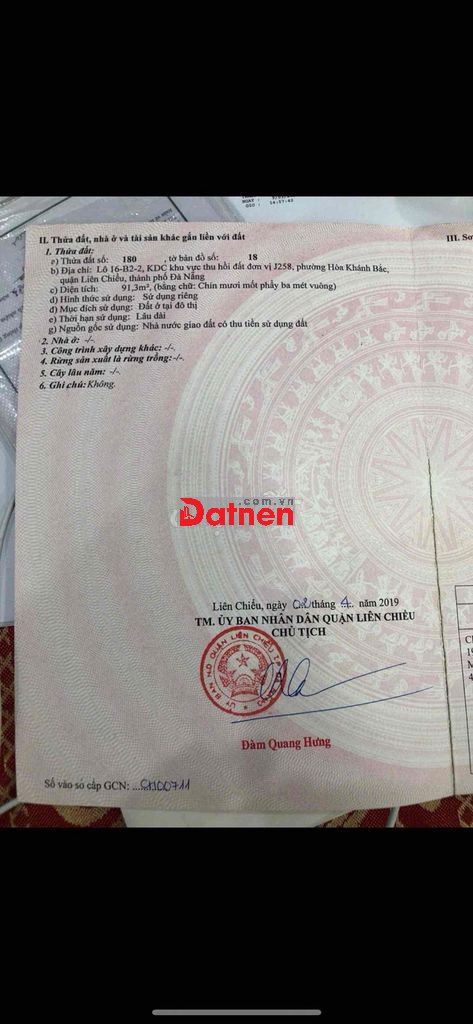 II. Thửa đất, nhà ở và tài sản khác gắn liền với đất
III. Sơ
1. Thửa đất:
a) Thửa đất số: 180 , tờ bản đồ số: 18
b) Địa chỉ: Lô 16-B2-2, KDC khu vực thu hồi đất đơn vị J258, phường Hòa Khánh Bắc,
quận Liên Chiểu, thành phố Đà Nẵng
c) Diện tích: 91,3m², (bằng chữ: Chín mươi mốt phẩy ba mét vuông)
d) Hình thức sử dụng: Sử dụng riêng
đ) Mục đích sử dụng: Đất ở tại đô thị
e) Thời hạn sử dụng: Lâu dài
g) Nguồn gốc sử dụng: Nhà nước giao đất có thu tiền sử dụng đất
2. Nhà ở: -/-.
3. Công trình xây dựng khác: -/-.
4. Rừng sản xuất là rừng trồng:-/-.
5. Cây lâu năm: -/-.
6. Ghi chú:Không.
.com.vn
Datnen
Liên Chiểu, ngày 02 tháng 4 năm 2019
TM. ỦY BAN NHÂN DÂN QUẬN LIÊN CHIỂU
CHỦ TỊCH
Đàm Quang Hưng
Số vào sổ cấp GCN: ...CH00711